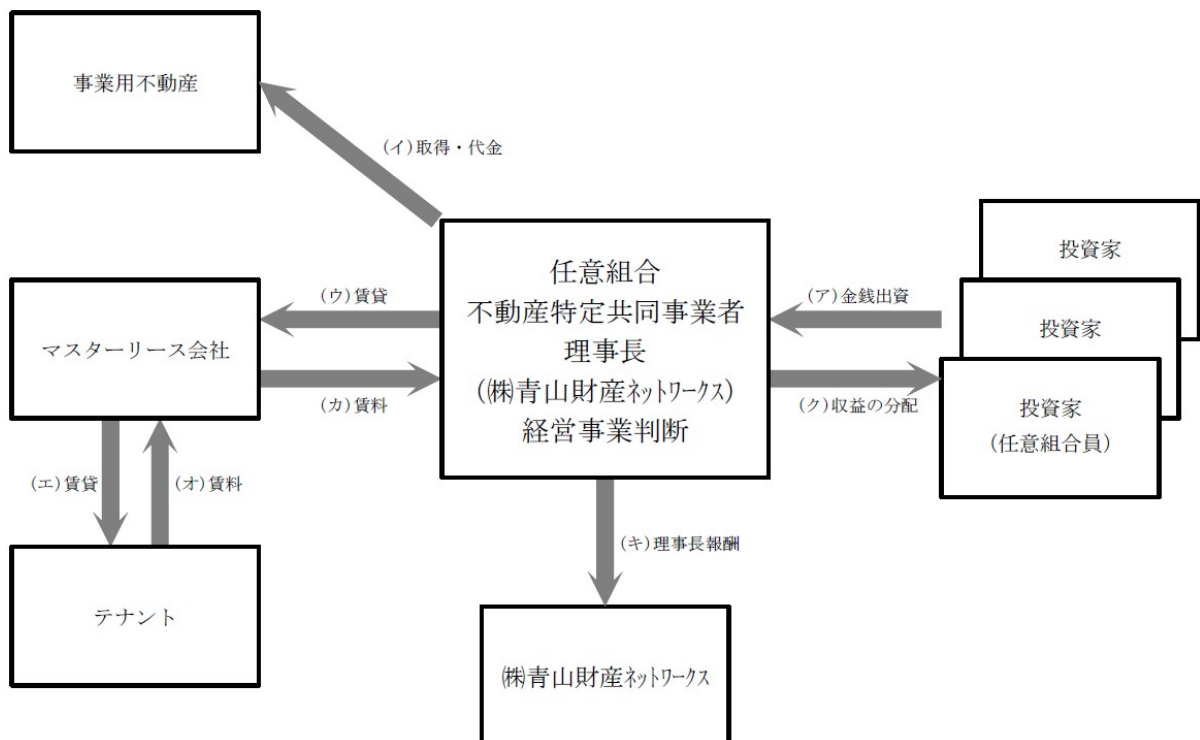 事業用不動産
(イ)取得・代金
投資家
投資家
投資家
(任意組合員)
(ア)金銭出資
(ク)収益の分配
任意組合
不動産特定共同事業者
理事長
(㈱青山財産ﾈｯﾄﾜｰｸｽ)
経営事業判断
(ウ)賃貸
(カ)賃料
マスターリース会社
(エ)賃貸
(オ)賃料
(キ)理事長報酬
テナント
㈱青山財産ﾈｯﾄﾜｰｸｽ